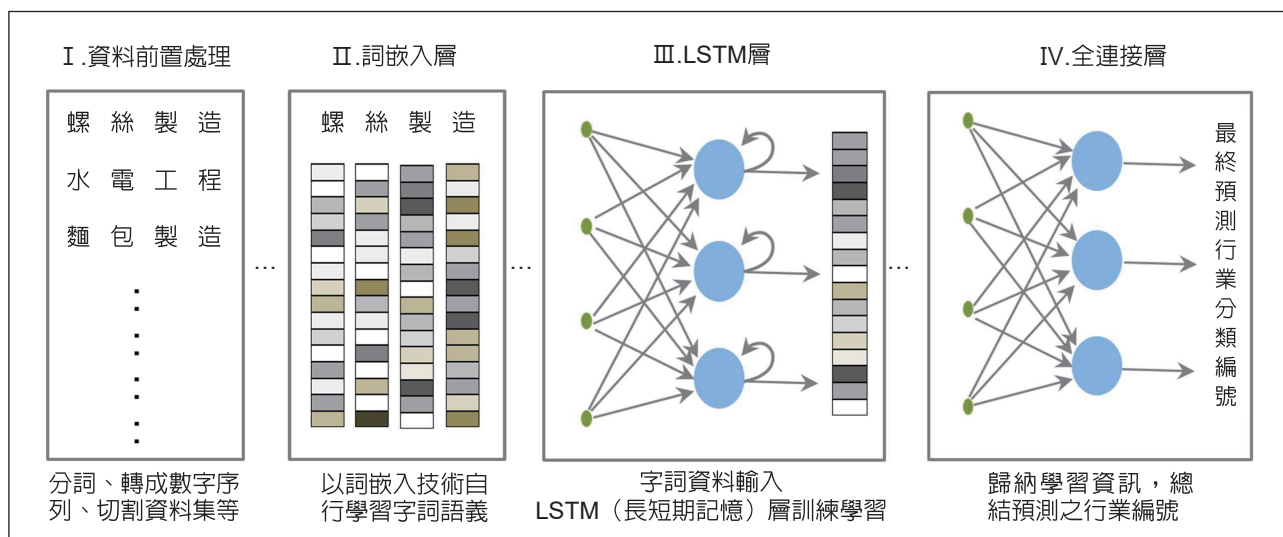 Ⅰ.資料前置處理
螺 絲 製 造
水 電 工 程
麵 包 製 造
分詞、轉成數字序
列、切割資料集等
…
Ⅱ.詞嵌入層
螺 絲 製 造
以詞嵌入技術自
行學習字詞語義
…
Ⅲ.LSTM層
字詞資料輸入
LSTM（長短期記憶）層訓練學習
…
Ⅳ.全連接層
最終預測行業分類編號
歸納學習資訊，總
結預測之行業編號